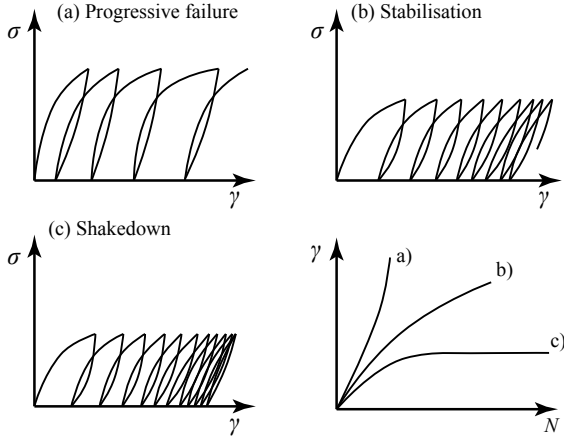 (a) Progressive failure
σ
γ
(b) Stabilisation
σ
γ
(c) Shakedown
σ
γ
γ
a)
b)
c)
N